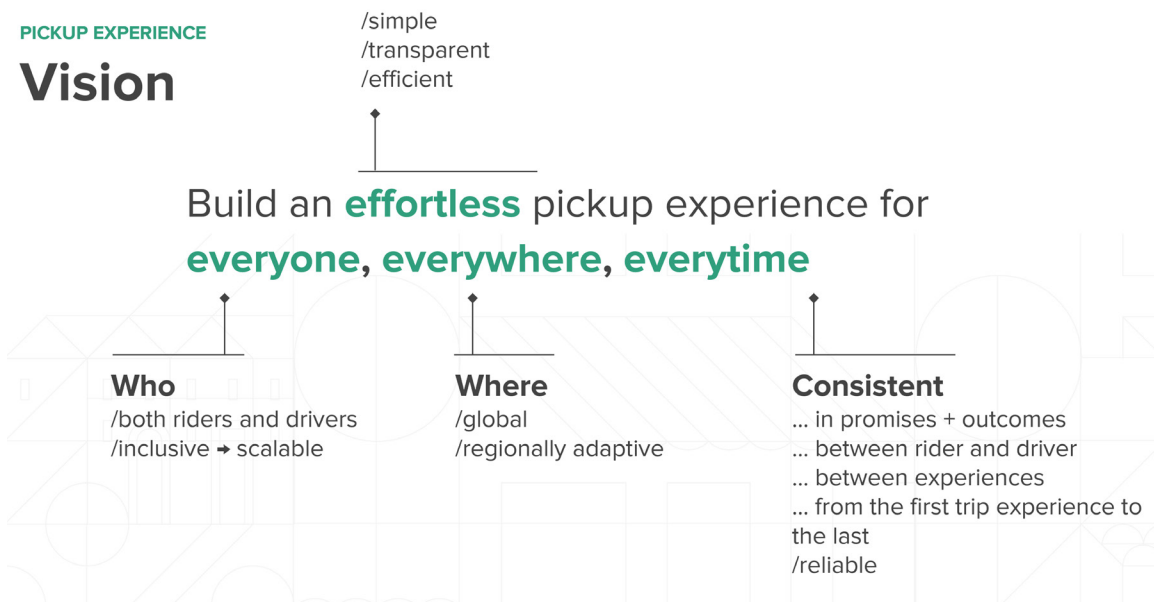 PICKUP EXPERIENCE
Vision
/simple
/transparent
/efficient
Build an effortless pickup experience for
everyone, everywhere, everytime
Who
/both riders and drivers
/inclusive → scalable
Where
/global
/regionally adaptive
Consistent
... in promises + outcomes
... between rider and driver
... between experiences
... from the first trip experience to
the last
/reliable